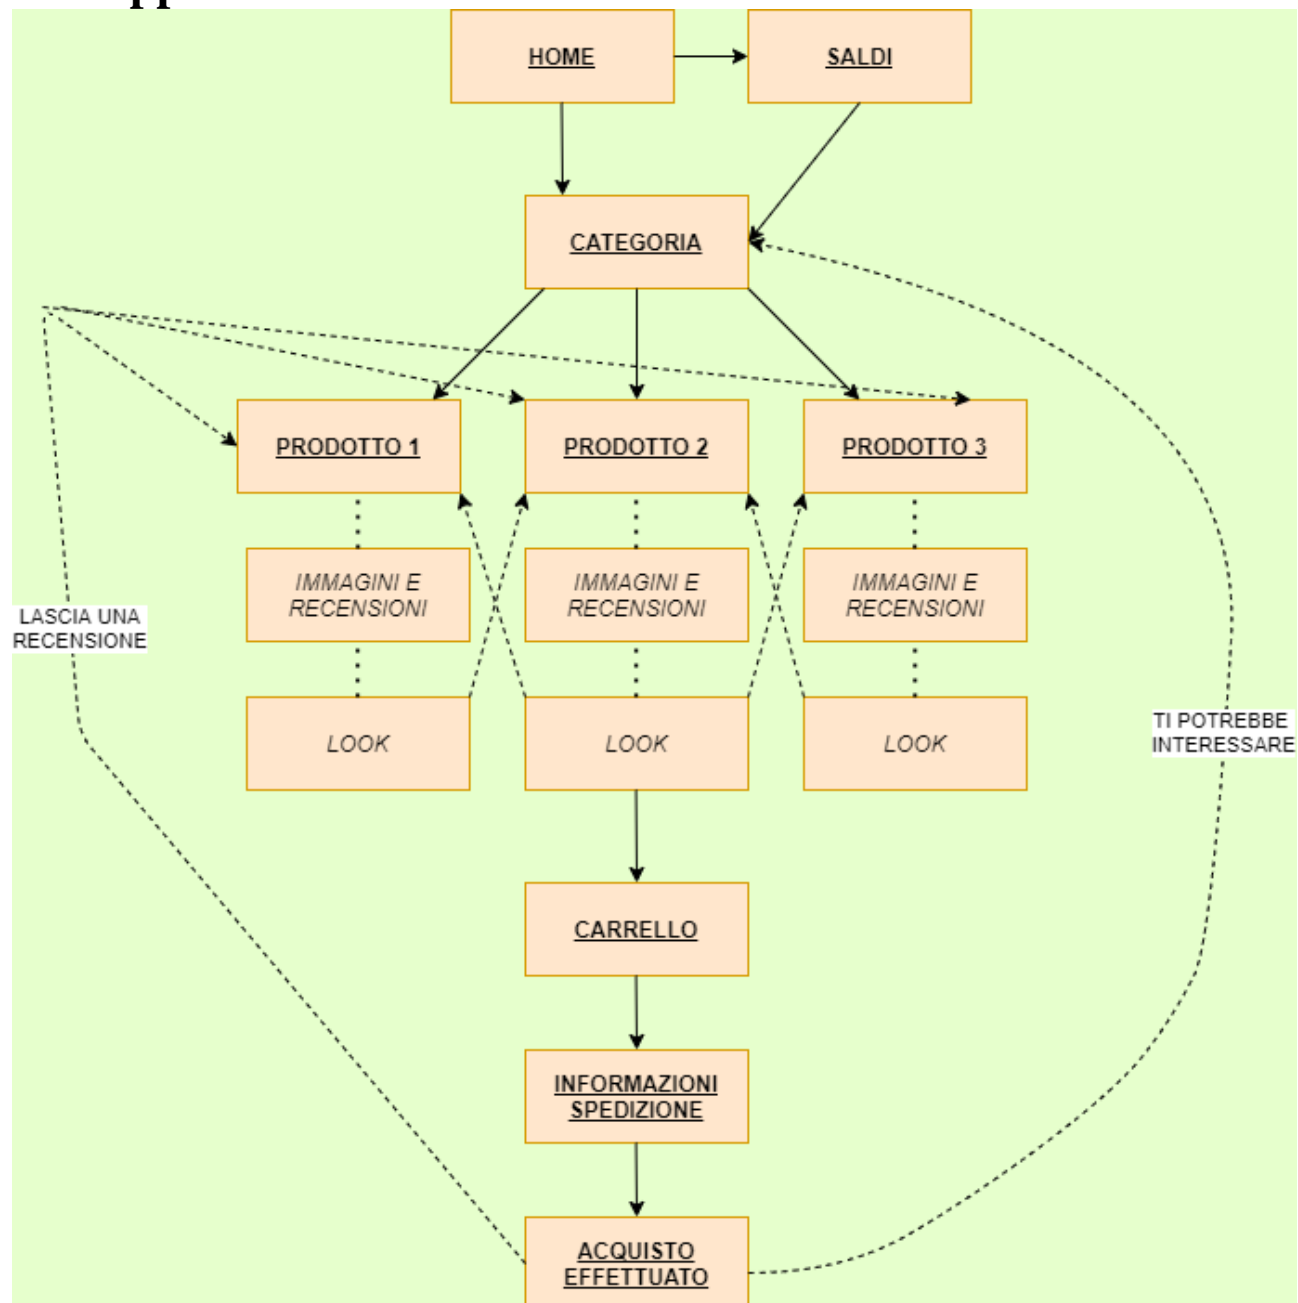 HOME
SALDI
CATEGORIA
PRODOTTO 1
PRODOTTO 2
PRODOTTO 3
IMMAGINI E
RECENSIONI
IMMAGINI E
RECENSIONI
IMMAGINI E
RECENSIONI
LASCIA UNA
RECENSIONE
LOOK
LOOK
LOOK
TI POTREBBE
INTERESSARE
CARRELLO
INFORMAZIONI
SPEDIZIONE
ACQUISTO
EFFETTUATO